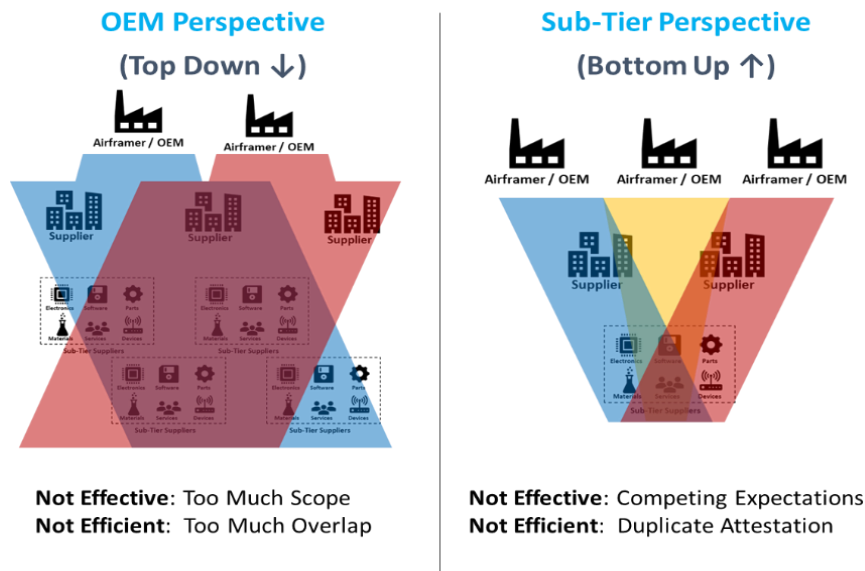 OEM Perspective
(Top Down ↓)
Airframer / OEM
Airframer / OEM
Supplier
Supplier
Supplier
Electronics
Software
Parts
Materials
Services
Devices
Sub-Tier Suppliers
Electronics
Software
Parts
Materials
Services
Devices
Sub-Tier Suppliers
Electronics
Software
Parts
Materials
Services
Devices
Sub-Tier Suppliers
Electronics
Software
Parts
Materials
Services
Devices
Sub-Tier Suppliers
Not Effective: Too Much Scope
Not Efficient: Too Much Overlap
Sub-Tier Perspective
(Bottom Up ↑)
Airframer / OEM
Airframer / OEM
Airframer / OEM
Supplier
Supplier
Electronics
Software
Parts
Materials
Services
Devices
Sub-Tier Suppliers
Not Effective: Competing Expectations
Not Efficient: Duplicate Attestation